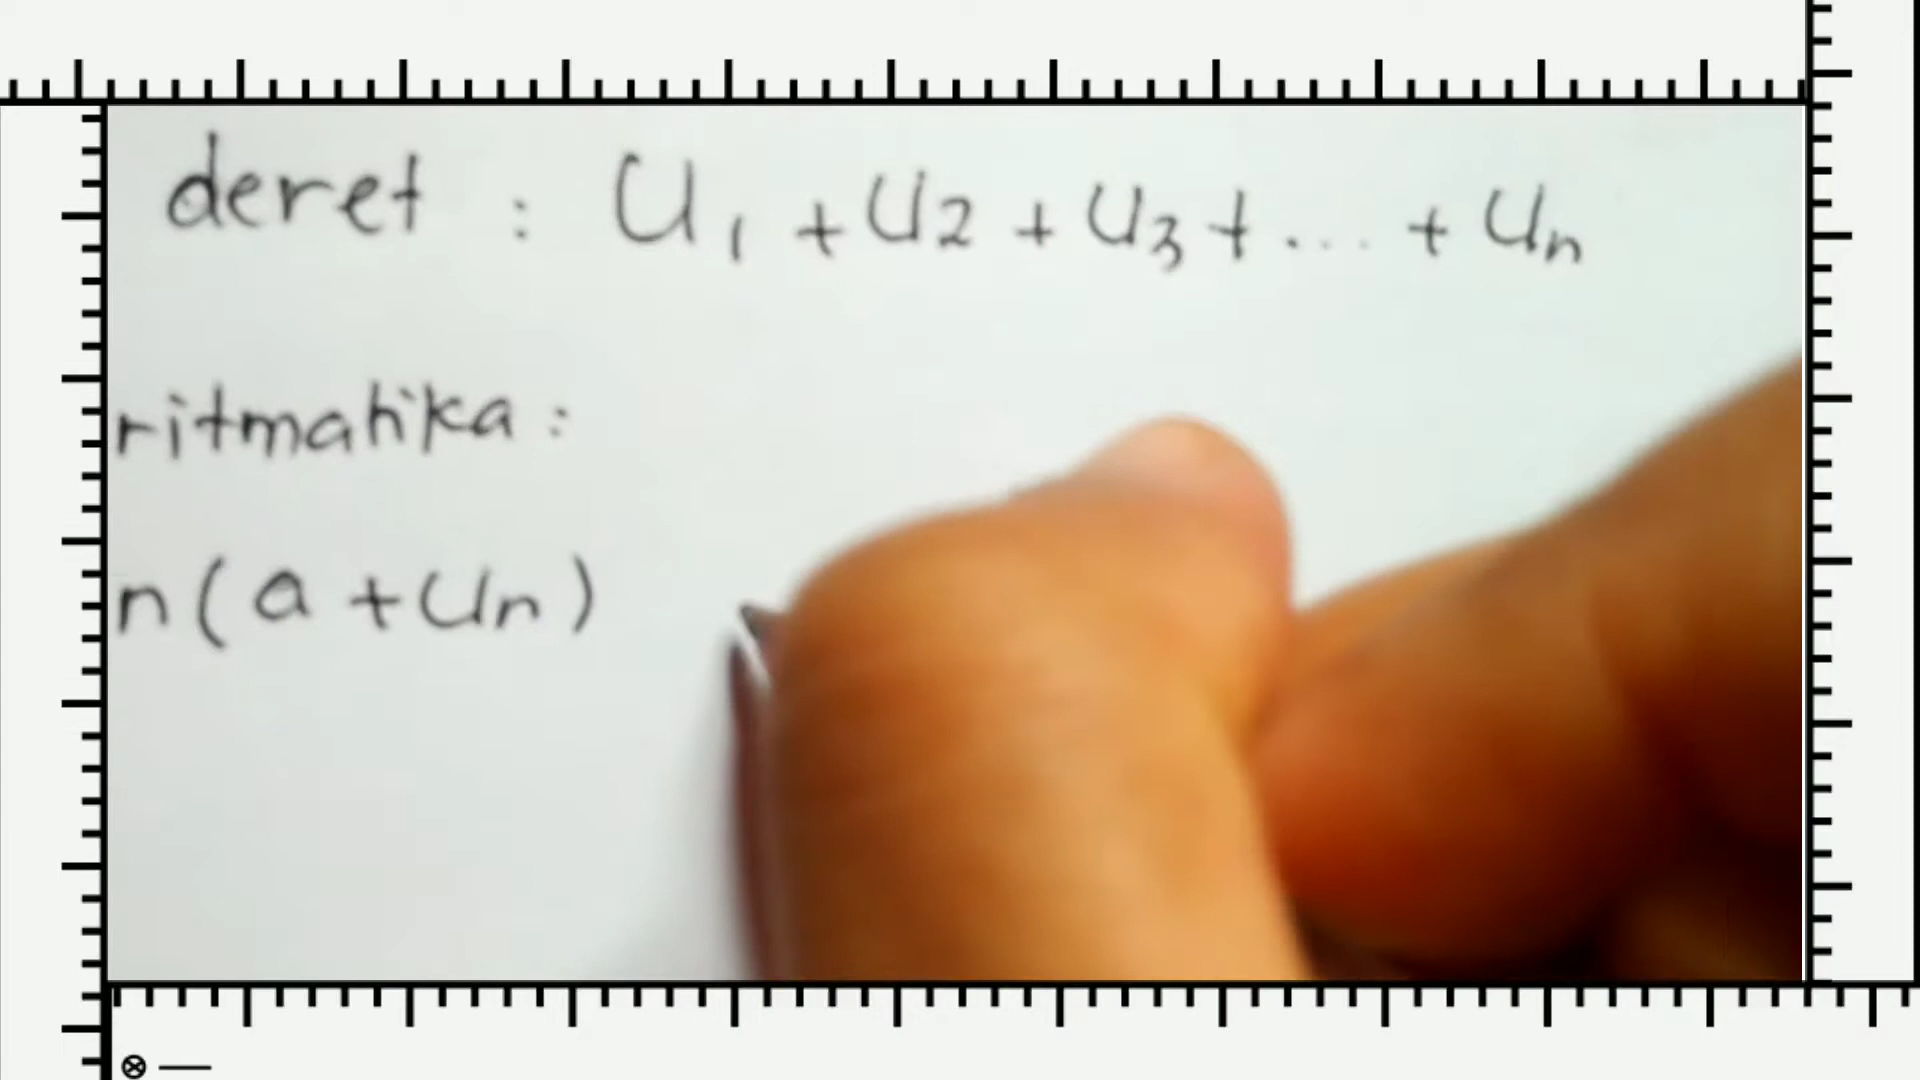 deret : U1 + U2 + U3 + ... + Un
ritmatika :
n ( a + Un )